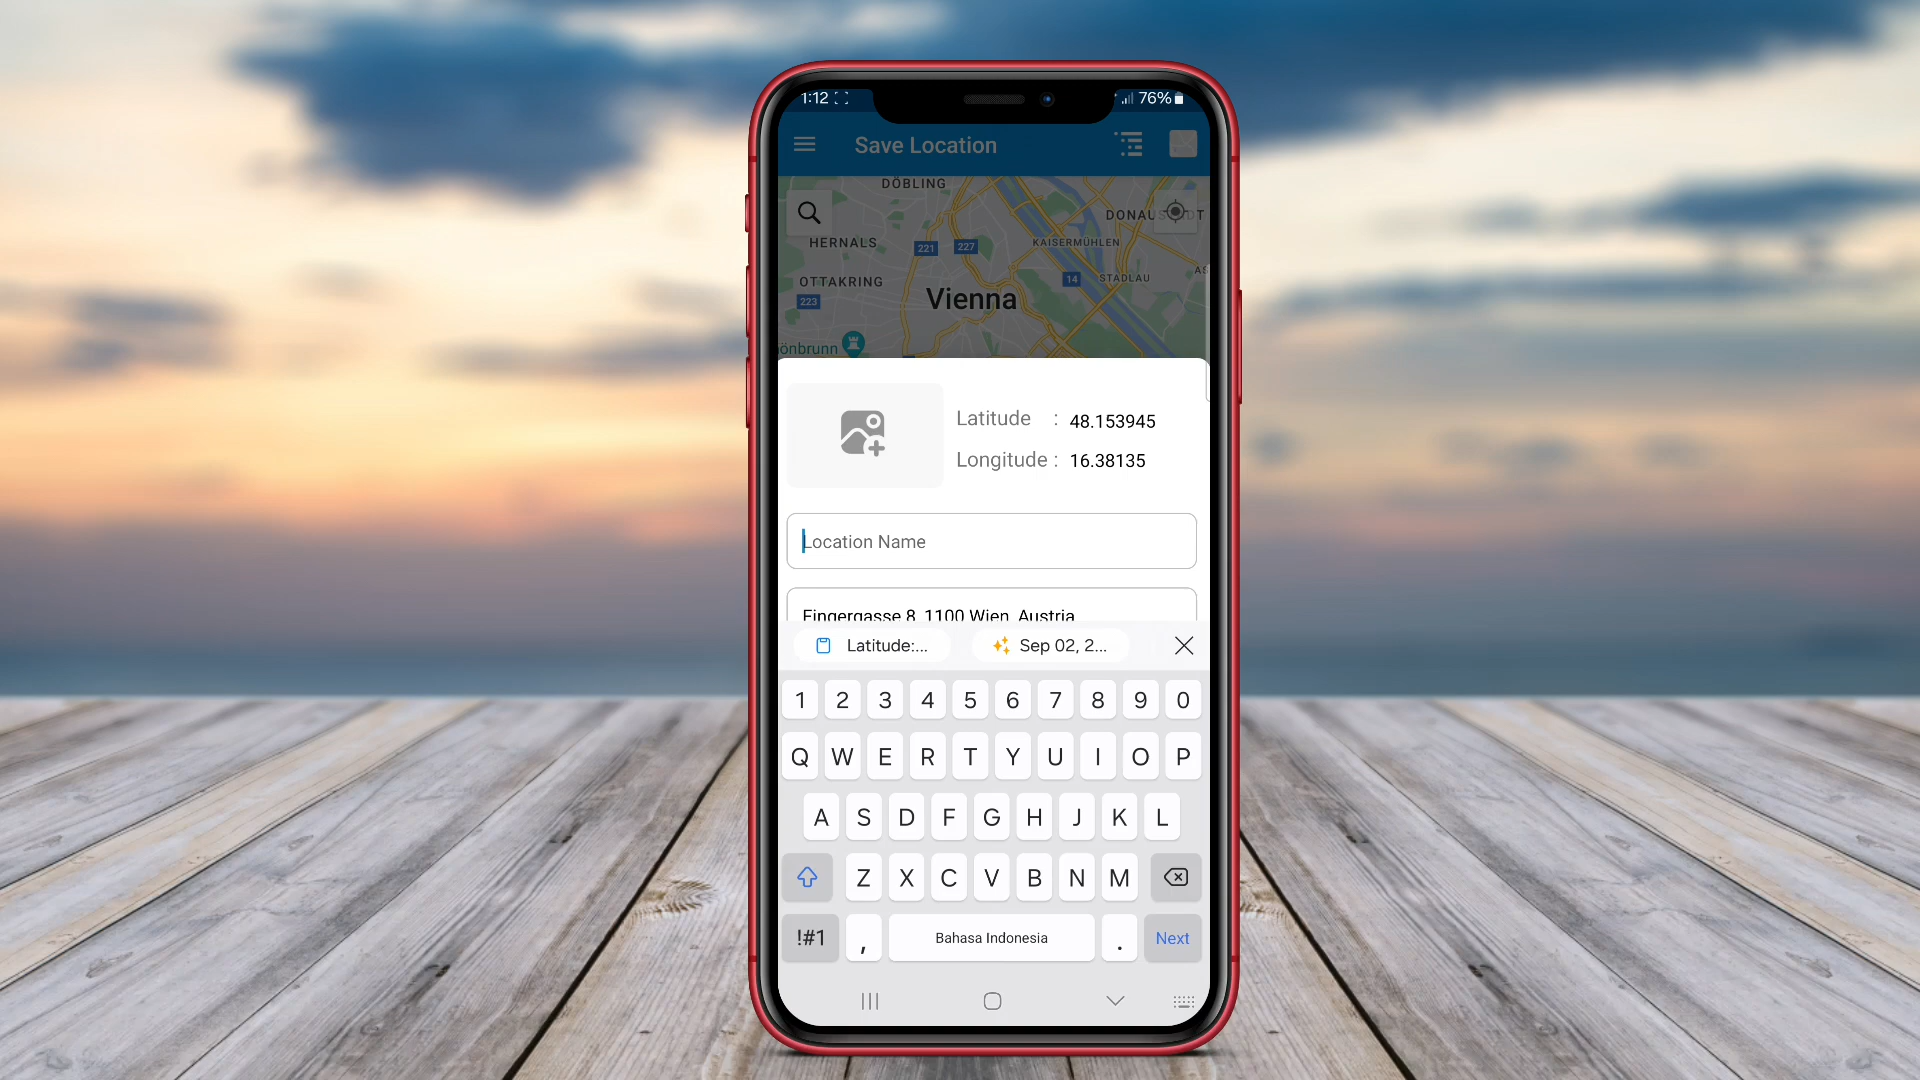 1:12
76%
Save Location
DÖBLING
DONAUSTADT
HERNALS
221
227
KAISERMÜHLEN
OTTAKRING
14
STADLAU
AS
223
Vienna
önbrunn
Latitude : 48.153945
Longitude : 16.38135
Location Name
Fingergasse 8, 1100 Wien, Austria
Latitude:...
Sep 02, 2...
1 2 3 4 5 6 7 8 9 0
Q W E R T Y U I O P
A S D F G H J K L
Z X C V B N M
!#1 , Bahasa Indonesia . Next